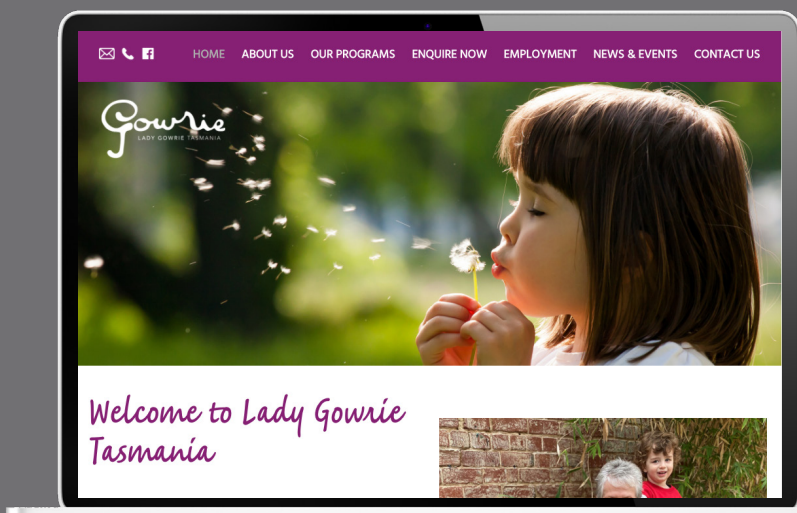 HOME ABOUT US OUR PROGRAMS ENQUIRE NOW EMPLOYMENT NEWS & EVENTS CONTACT US
Gowrie
LADY GOWRIE TASMANIA
Welcome to Lady Gowrie
Tasmania